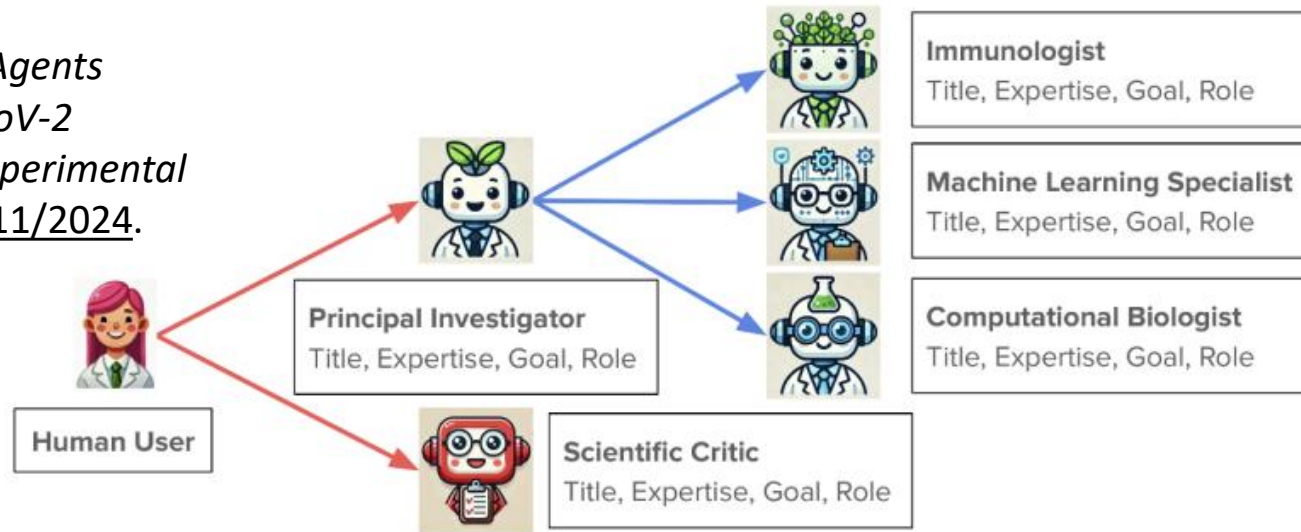 Agents
oV-2
perimental
11/2024.
Immunologist
Title, Expertise, Goal, Role
Machine Learning Specialist
Title, Expertise, Goal, Role
Principal Investigator
Title, Expertise, Goal, Role
Computational Biologist
Title, Expertise, Goal, Role
Human User
Scientific Critic
Title, Expertise, Goal, Role